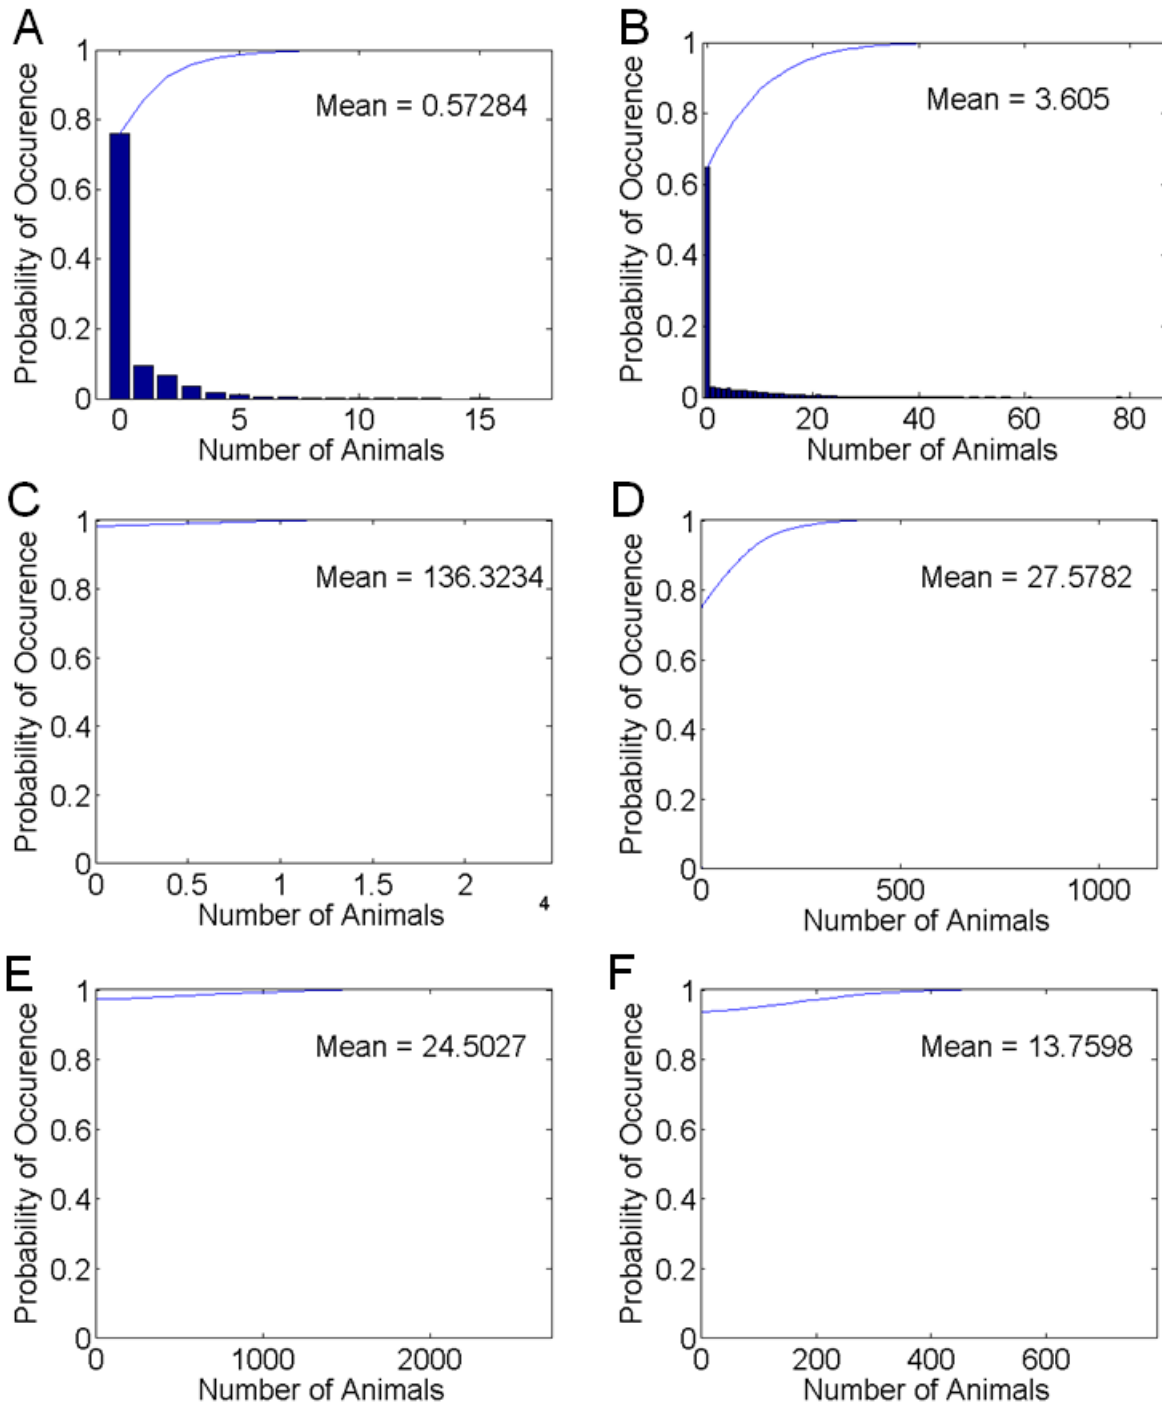 A
Probability of Occurence
1
0.8
0.6
0.4
0.2
0
Mean = 0.57284
0 5 10 15
Number of Animals
B
Probability of Occurence
1
0.8
0.6
0.4
0.2
0
Mean = 3.605
0 20 40 60 80
Number of Animals
C
Probability of Occurence
1
0.8
0.6
0.4
0.2
0
Mean = 136.3234
0 0.5 1 1.5 2
4
Number of Animals
D
Probability of Occurence
1
0.8
0.6
0.4
0.2
0
Mean = 27.5782
0 500 1000
Number of Animals
E
Probability of Occurence
1
0.8
0.6
0.4
0.2
0
Mean = 24.5027
0 1000 2000
Number of Animals
F
Probability of Occurence
1
0.8
0.6
0.4
0.2
0
Mean = 13.7598
0 200 400 600
Number of Animals